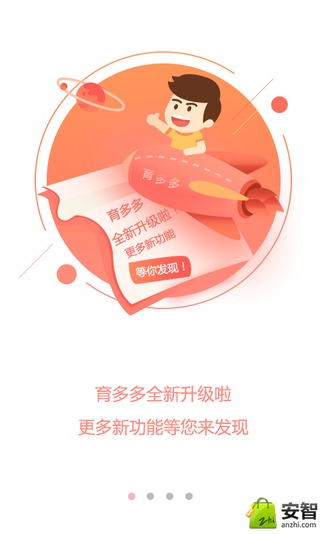 育多多
育多多
全新升级啦
更多新功能
等你发现！
育多多全新升级啦
更多新功能等您来发现
zhi
安智
anzhi.com